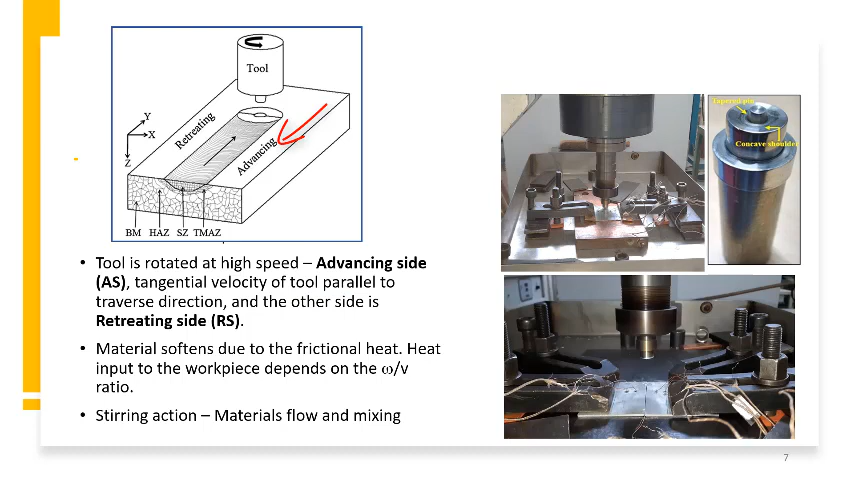 Tool
Y
X
Z
Retreating
Advancing
BM HAZ SZ TMAZ
Tapered pin
Concave shoulder
• Tool is rotated at high speed – Advancing side
(AS), tangential velocity of tool parallel to
traverse direction, and the other side is
Retreating side (RS).
• Material softens due to the frictional heat. Heat
input to the workpiece depends on the ω/v
ratio.
• Stirring action – Materials flow and mixing
7